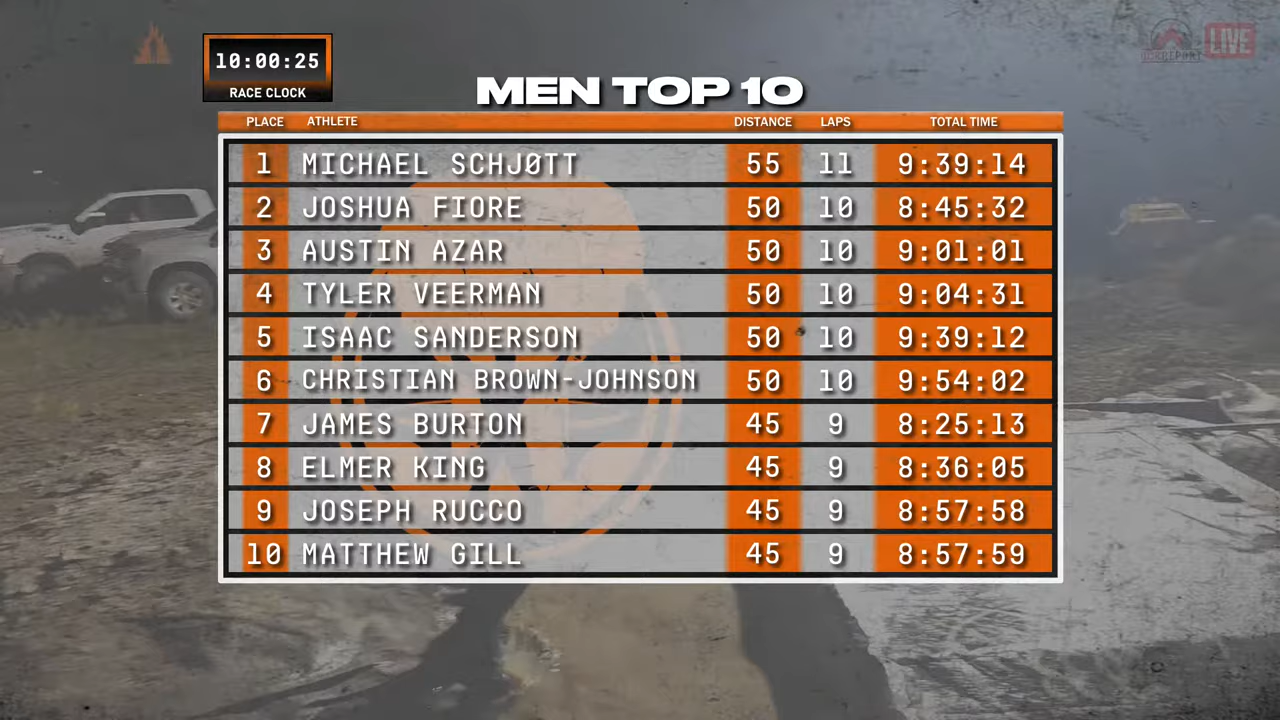 10:00:25
RACE CLOCK
LIVE
MEN TOP 10
PLACE ATHLETE DISTANCE LAPS TOTAL TIME
1 MICHAEL SCHJØTT 55 11 9:39:14
2 JOSHUA FIORE 50 10 8:45:32
3 AUSTIN AZAR 50 10 9:01:01
4 TYLER VEERMAN 50 10 9:04:31
5 ISAAC SANDERSON 50 10 9:39:12
6 CHRISTIAN BROWN-JOHNSON 50 10 9:54:02
7 JAMES BURTON 45 9 8:25:13
8 ELMER KING 45 9 8:36:05
9 JOSEPH RUCCO 45 9 8:57:58
10 MATTHEW GILL 45 9 8:57:59